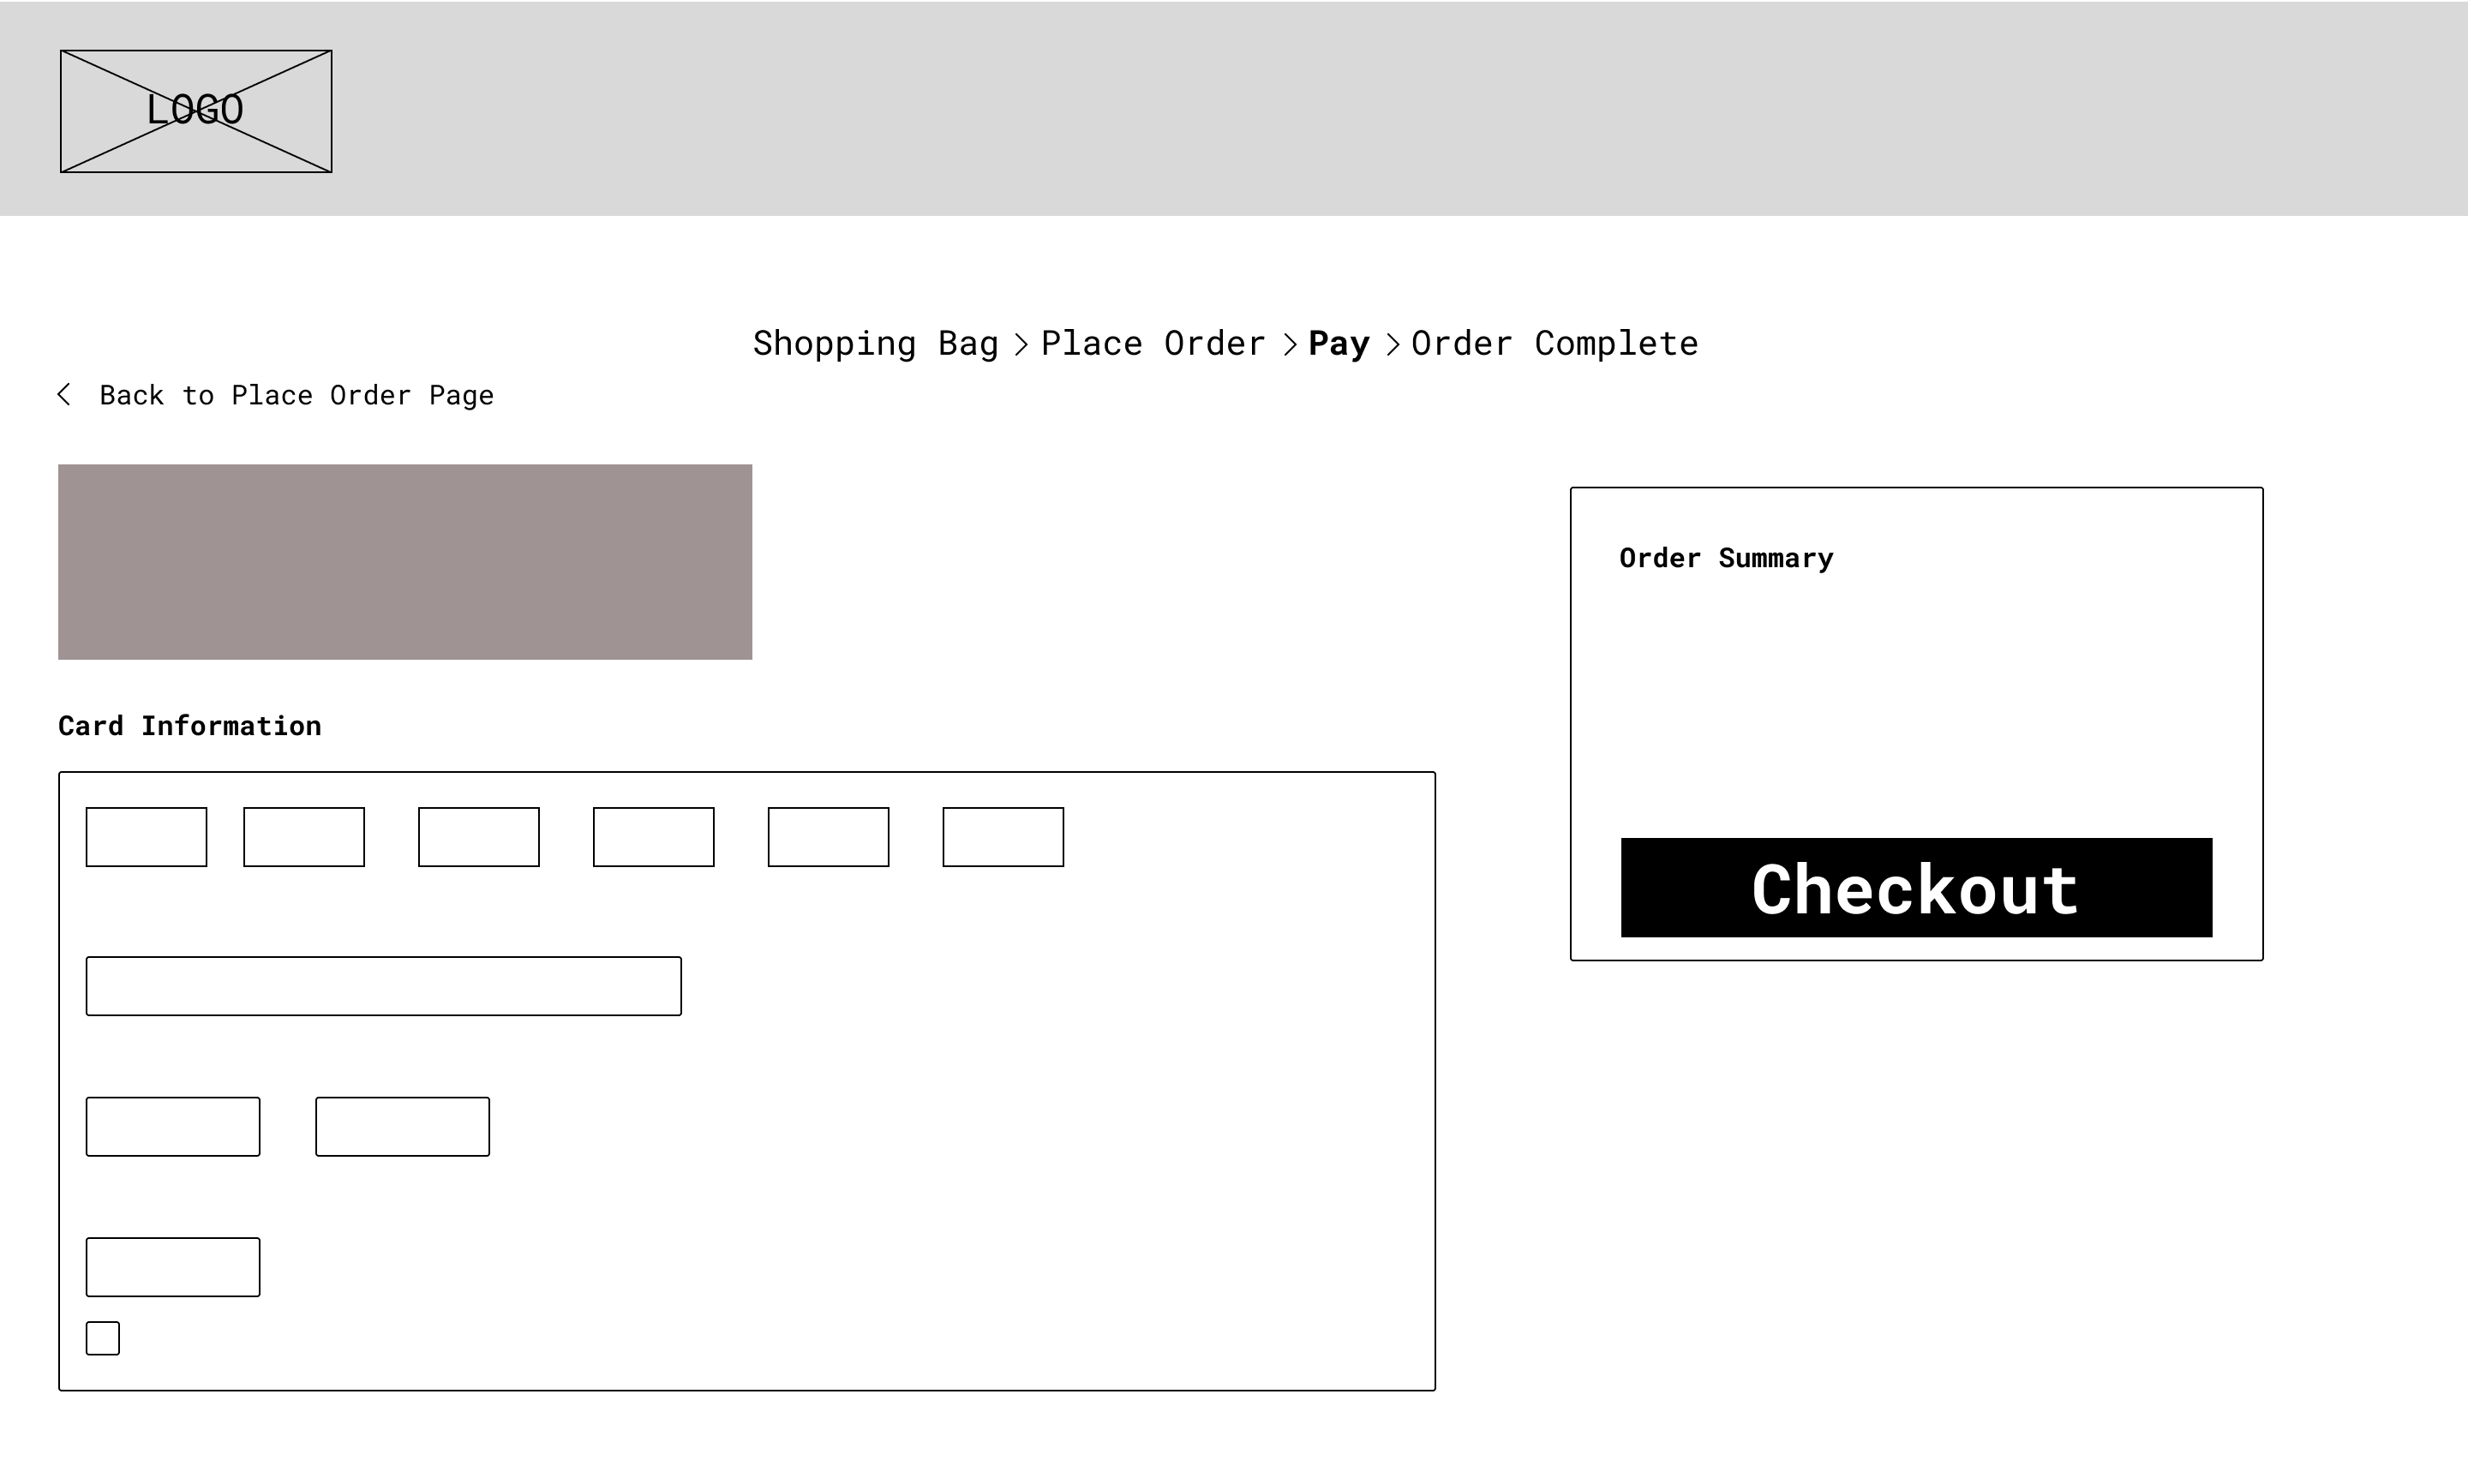 LOGO
Shopping Bag > Place Order > Pay > Order Complete
< Back to Place Order Page
Order Summary
Card Information
Checkout